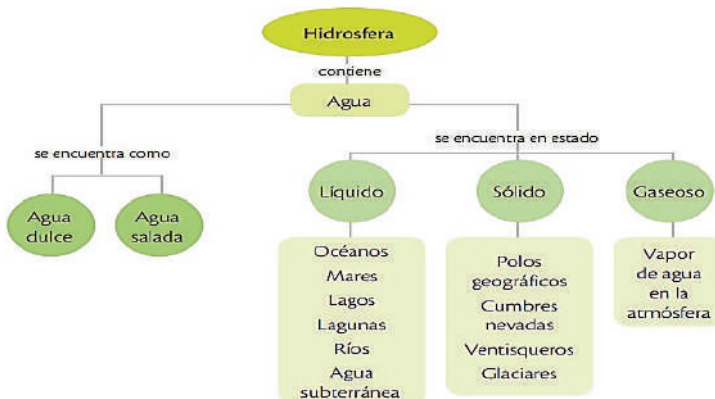 Hidrosfera
contiene
Agua
se encuentra como
se encuentra en estado
Agua
dulce
Agua
salada
Líquido
Sólido
Gaseoso
Océanos
Mares
Lagos
Lagunas
Ríos
Agua
subterránea
Polos
geográficos
Cumbres
nevadas
Ventisqueros
Glaciares
Vapor
de agua
en la
atmósfera